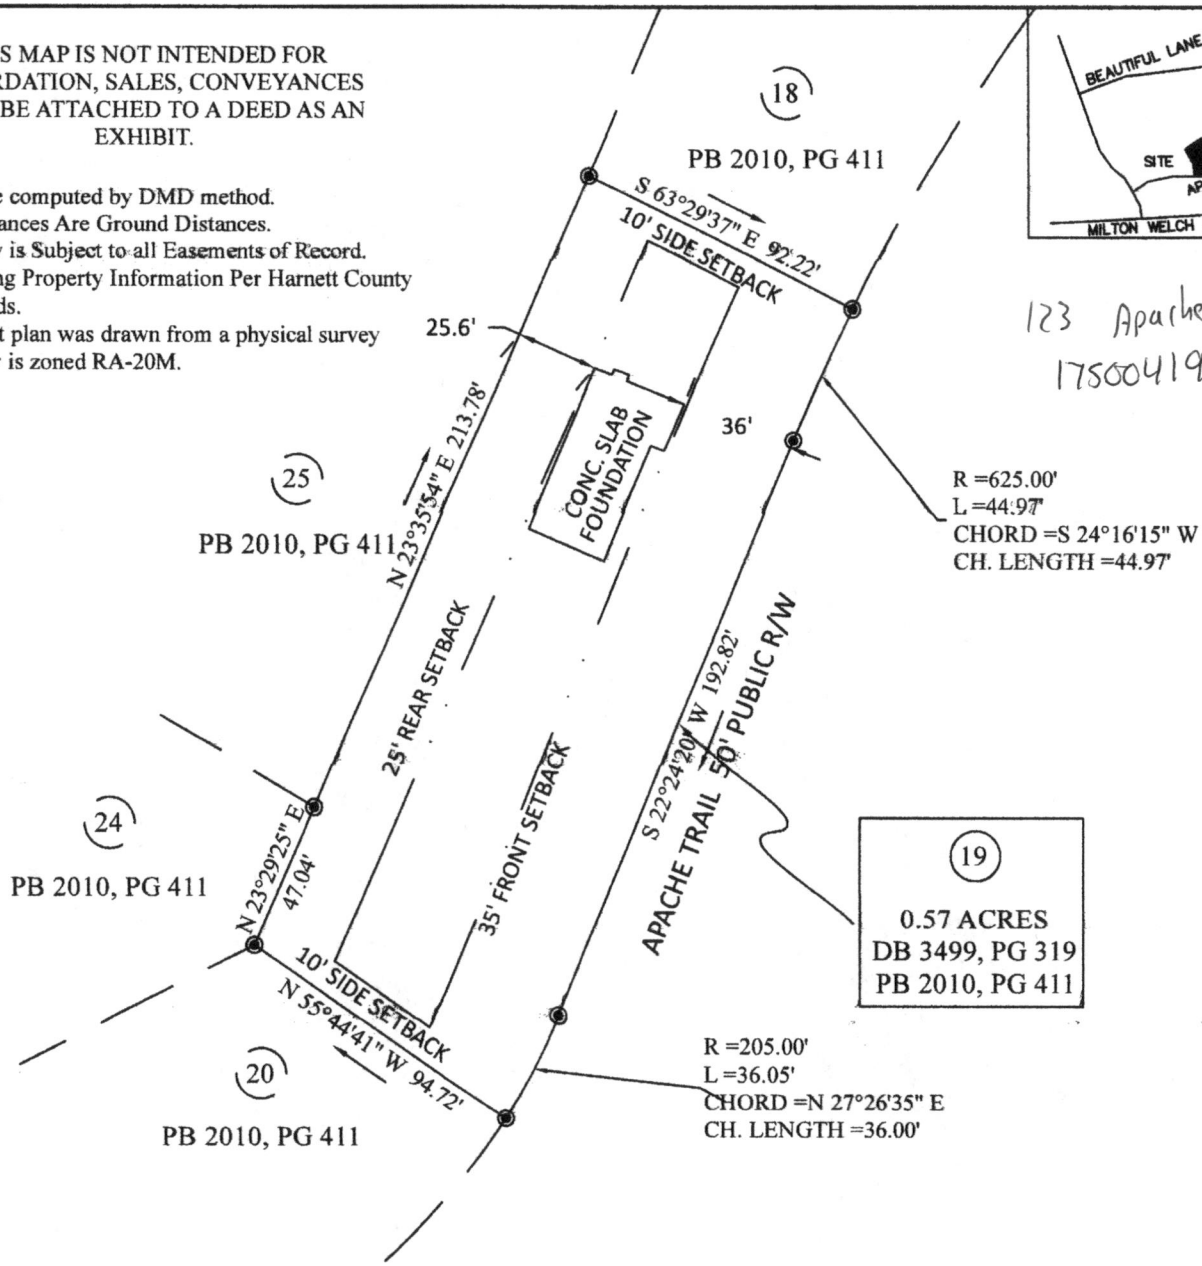 S MAP IS NOT INTENDED FOR
RDATION, SALES, CONVEYANCES
BE ATTACHED TO A DEED AS AN
EXHIBIT.
e computed by DMD method.
ances Are Ground Distances.
y is Subject to all Easements of Record.
ng Property Information Per Harnett County
ds.
t plan was drawn from a physical survey
y is zoned RA-20M.
18
PB 2010, PG 411
BEAUTIFUL LANE
SITE
AP
MILTON WELCH
S 63°29'37" E 92.22'
10' SIDE SETBACK
123 Apache
17500419
25.6'
36'
CONC. SLAB
FOUNDATION
N 23°35'54" E 213.78'
25
PB 2010, PG 411
R =625.00'
L =44.97'
CHORD =S 24°16'15" W
CH. LENGTH =44.97'
25' REAR SETBACK
35' FRONT SETBACK
S 22°24'20" W 192.82'
APACHE TRAIL 50' PUBLIC R/W
24
PB 2010, PG 411
N 23°29'25" E
47.04'
19
0.57 ACRES
DB 3499, PG 319
PB 2010, PG 411
10' SIDE SETBACK
N 55°44'41" W 94.72'
20
PB 2010, PG 411
R =205.00'
L =36.05'
CHORD =N 27°26'35" E
CH. LENGTH =36.00'